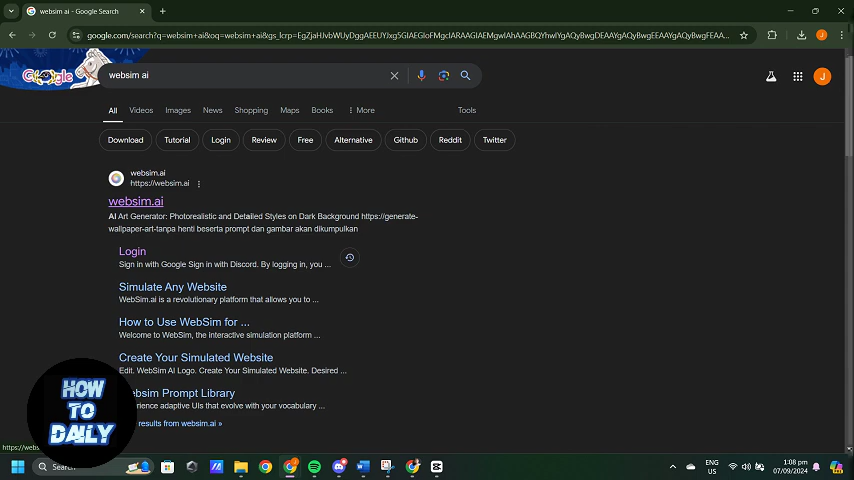 websim ai - Google Search
google.com/search?q=websim+ai&oq=websim+ai&gs_lcrp=
Google
websim ai
All Videos Images News Shopping Maps Books More Tools
Download Tutorial Login Review Free Alternative Github Reddit Twitter
websim.ai
https://websim.ai
websim.ai
AI Art Generator: Photorealistic and Detailed Styles on Dark Background https://generate-
wallpaper-art-tanpa henti beserta prompt dan gambar akan dikumpulkan
Login
Sign in with Google Sign in with Discord. By logging in, you ...
Simulate Any Website
WebSim.ai is a revolutionary platform that allows you to ...
How to Use WebSim for ...
Welcome to WebSim, the interactive simulation platform ...
Create Your Simulated Website
Edit. WebSim AI Logo. Create Your Simulated Website. Desired ...
Prompt Library
adaptive UIs that evolve with your vocabulary ...
results from websim.ai »
HOW
TO
DAILY
https://webs
Search
ENG
US
1:08 pm
07/09/2024
J
J